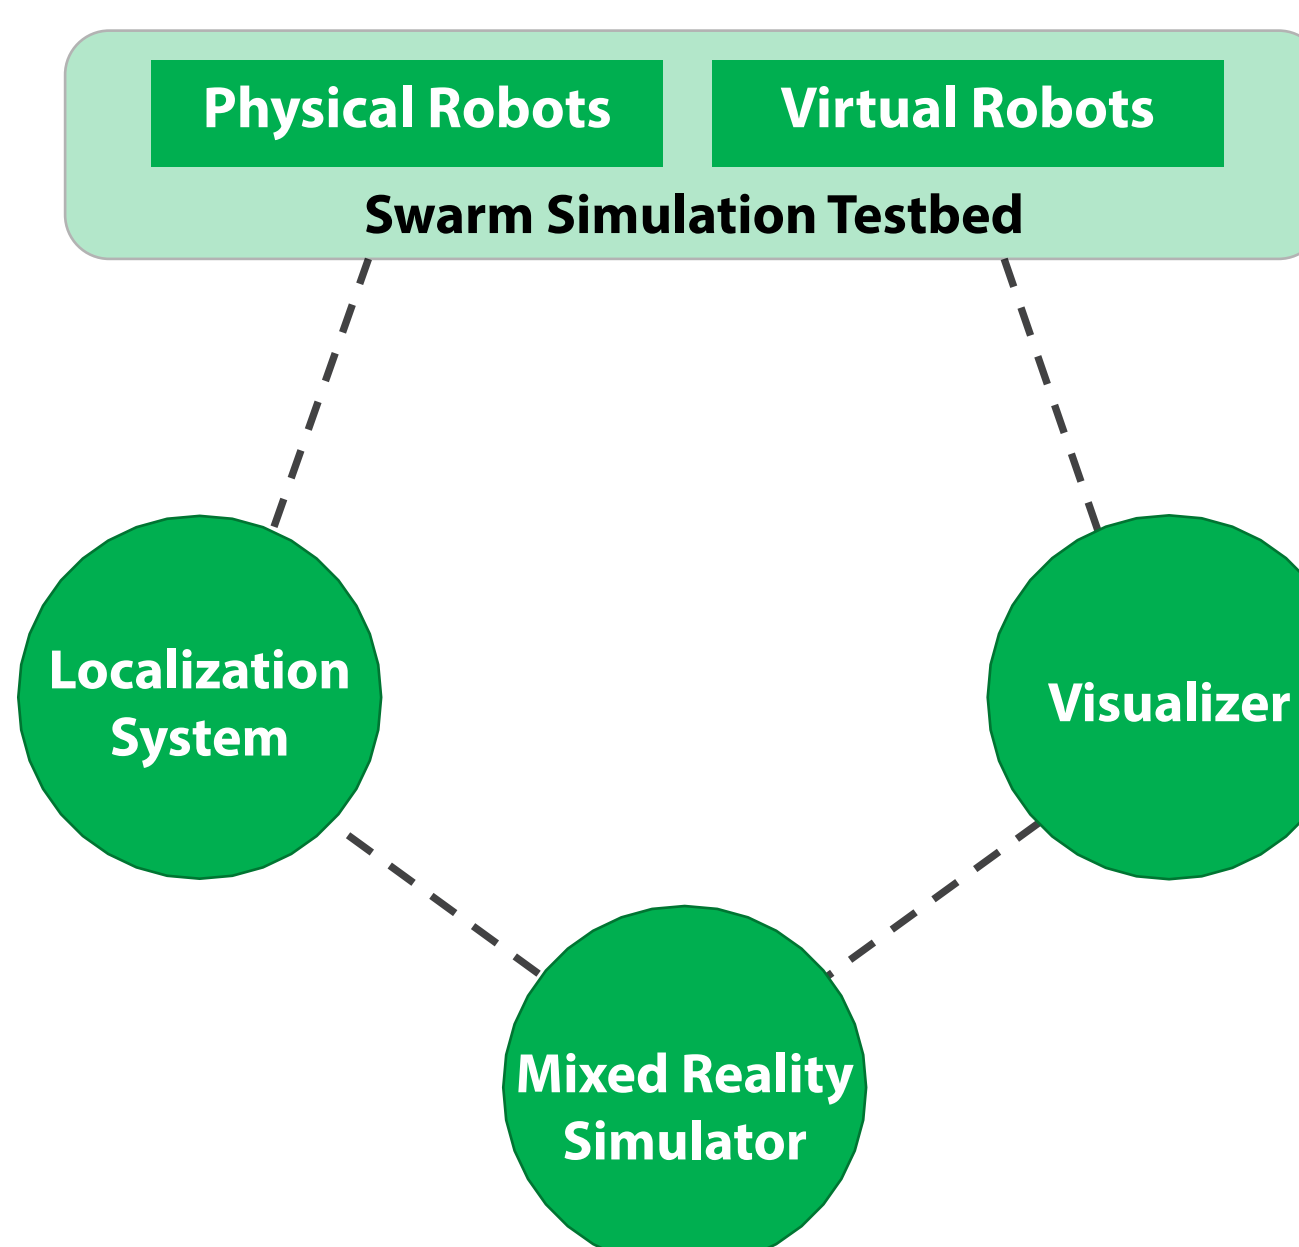 Physical Robots
Virtual Robots
Swarm Simulation Testbed
Localization
System
Visualizer
Mixed Reality
Simulator